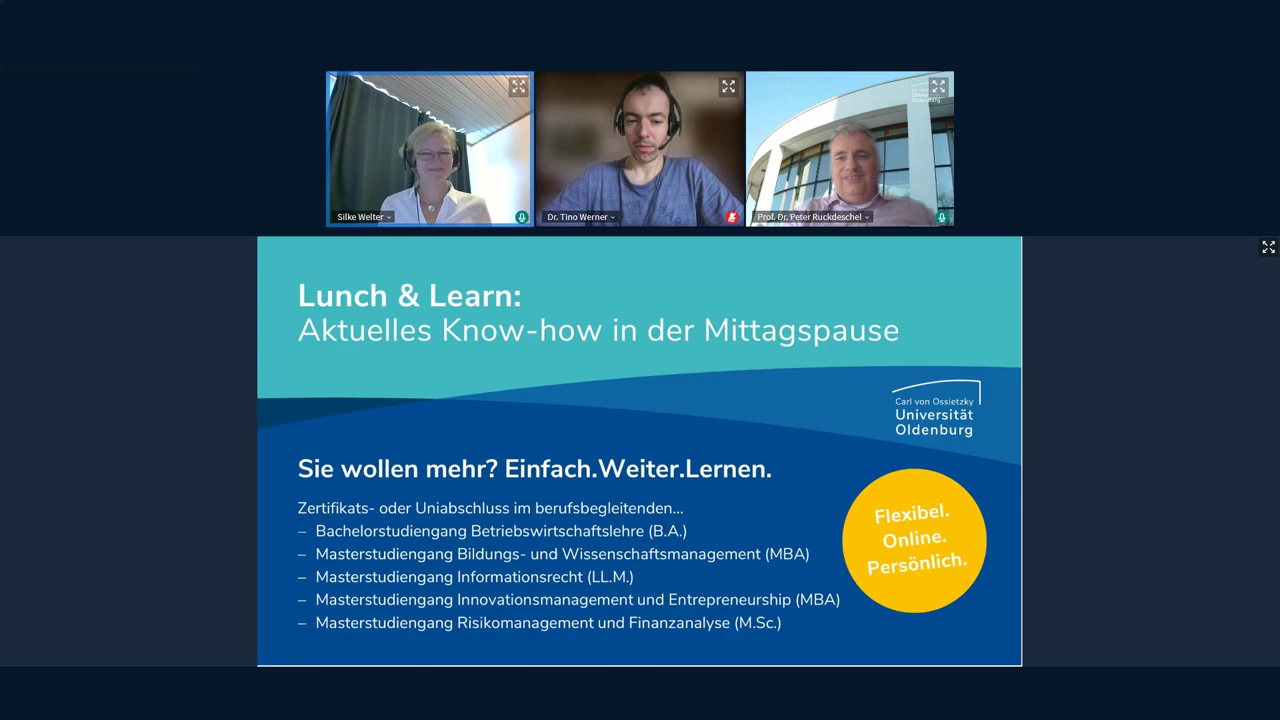 Universität
Oldenburg
Silke Welter
Dr. Tino Werner
Prof. Dr. Peter Ruckdeschel
Lunch & Learn:
Aktuelles Know-how in der Mittagspause
Carl von Ossietzky
Universität
Oldenburg
Sie wollen mehr? Einfach.Weiter.Lernen.
Zertifikats- oder Uniabschluss im berufsbegleitenden...
– Bachelorstudiengang Betriebswirtschaftslehre (B.A.)
– Masterstudiengang Bildungs- und Wissenschaftsmanagement (MBA)
– Masterstudiengang Informationsrecht (LL.M.)
– Masterstudiengang Innovationsmanagement und Entrepreneurship (MBA)
– Masterstudiengang Risikomanagement und Finanzanalyse (M.Sc.)
Flexibel.
Online.
Persönlich.